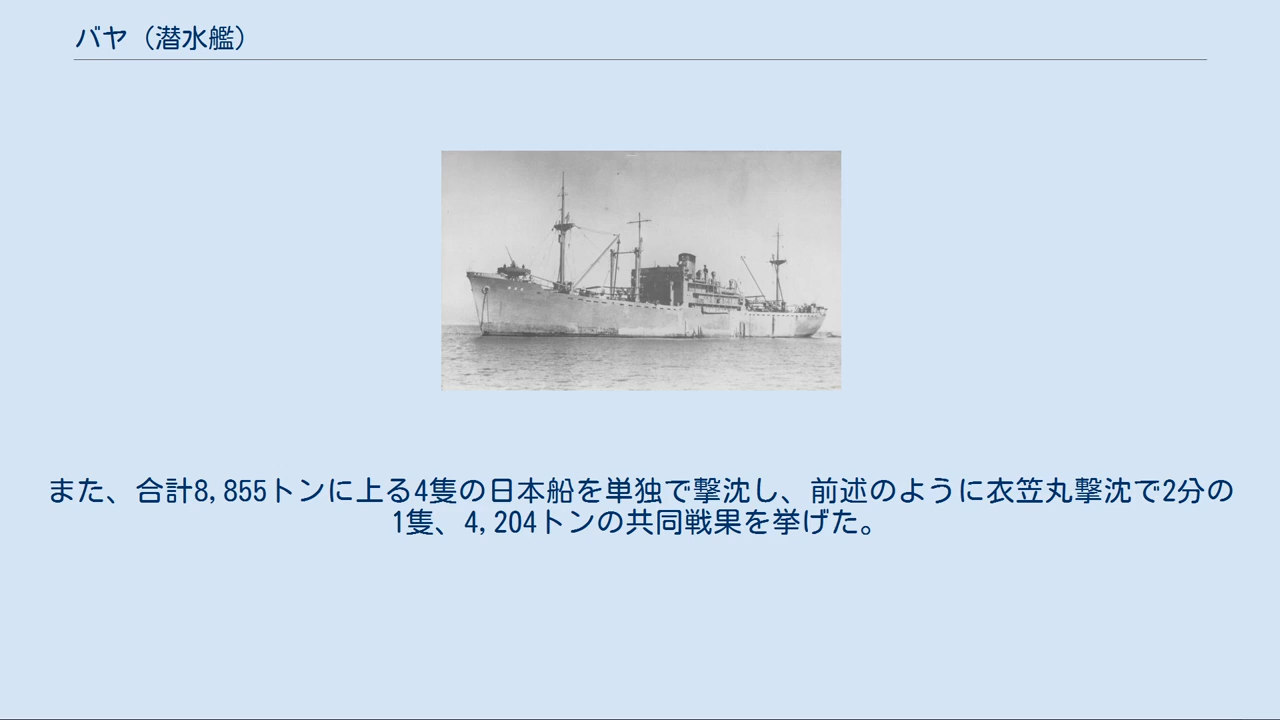 バヤ（潜水艦）
また、合計8,855トンに上る4隻の日本船を単独で撃沈し、前述のように衣笠丸撃沈で2分の
1隻、4,204トンの共同戦果を挙げた。